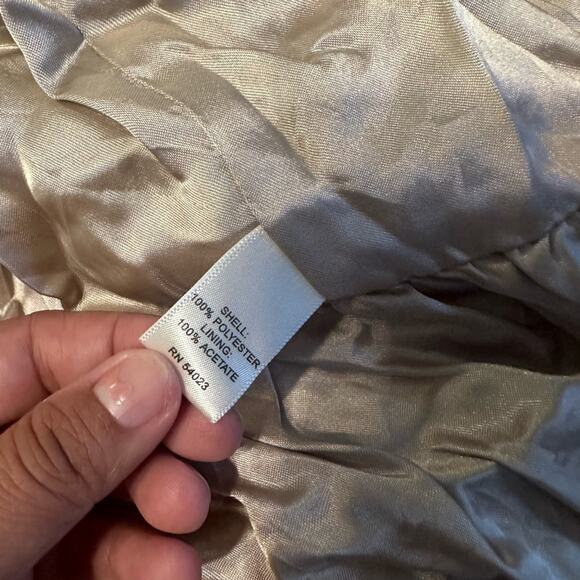 SHELL:
100% POLYESTER
LINING:
100% ACETATE
RN 54023